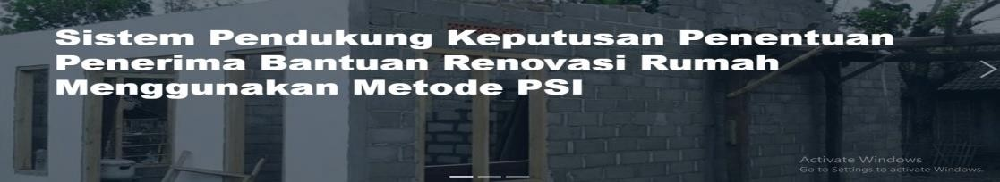 Sistem Pendukung Keputusan Penentuan
Penerima Bantuan Renovasi Rumah
Menggunakan Metode PSI
Activate Windows
Go to Settings to activate Windows.